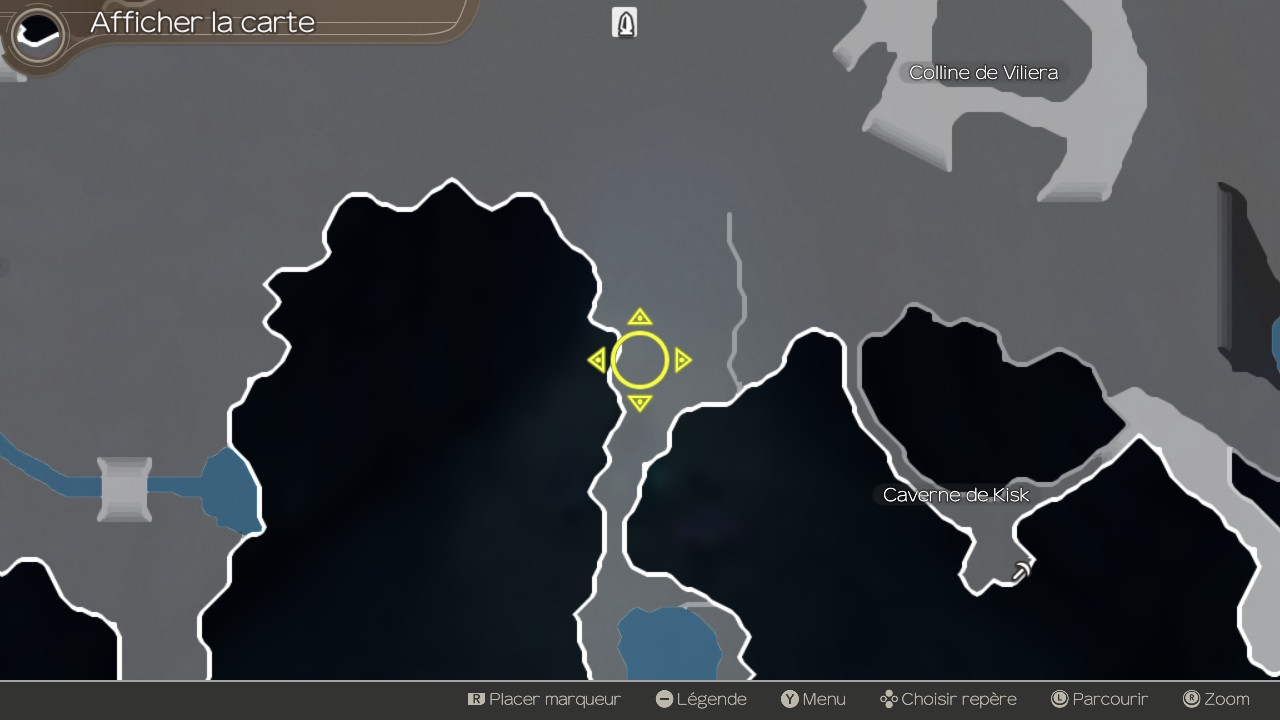 Afficher la carte
Colline de Viliera
Caverne de Kisk
R Placer marqueur
Légende
Y Menu
Choisir repère
L Parcourir
R Zoom